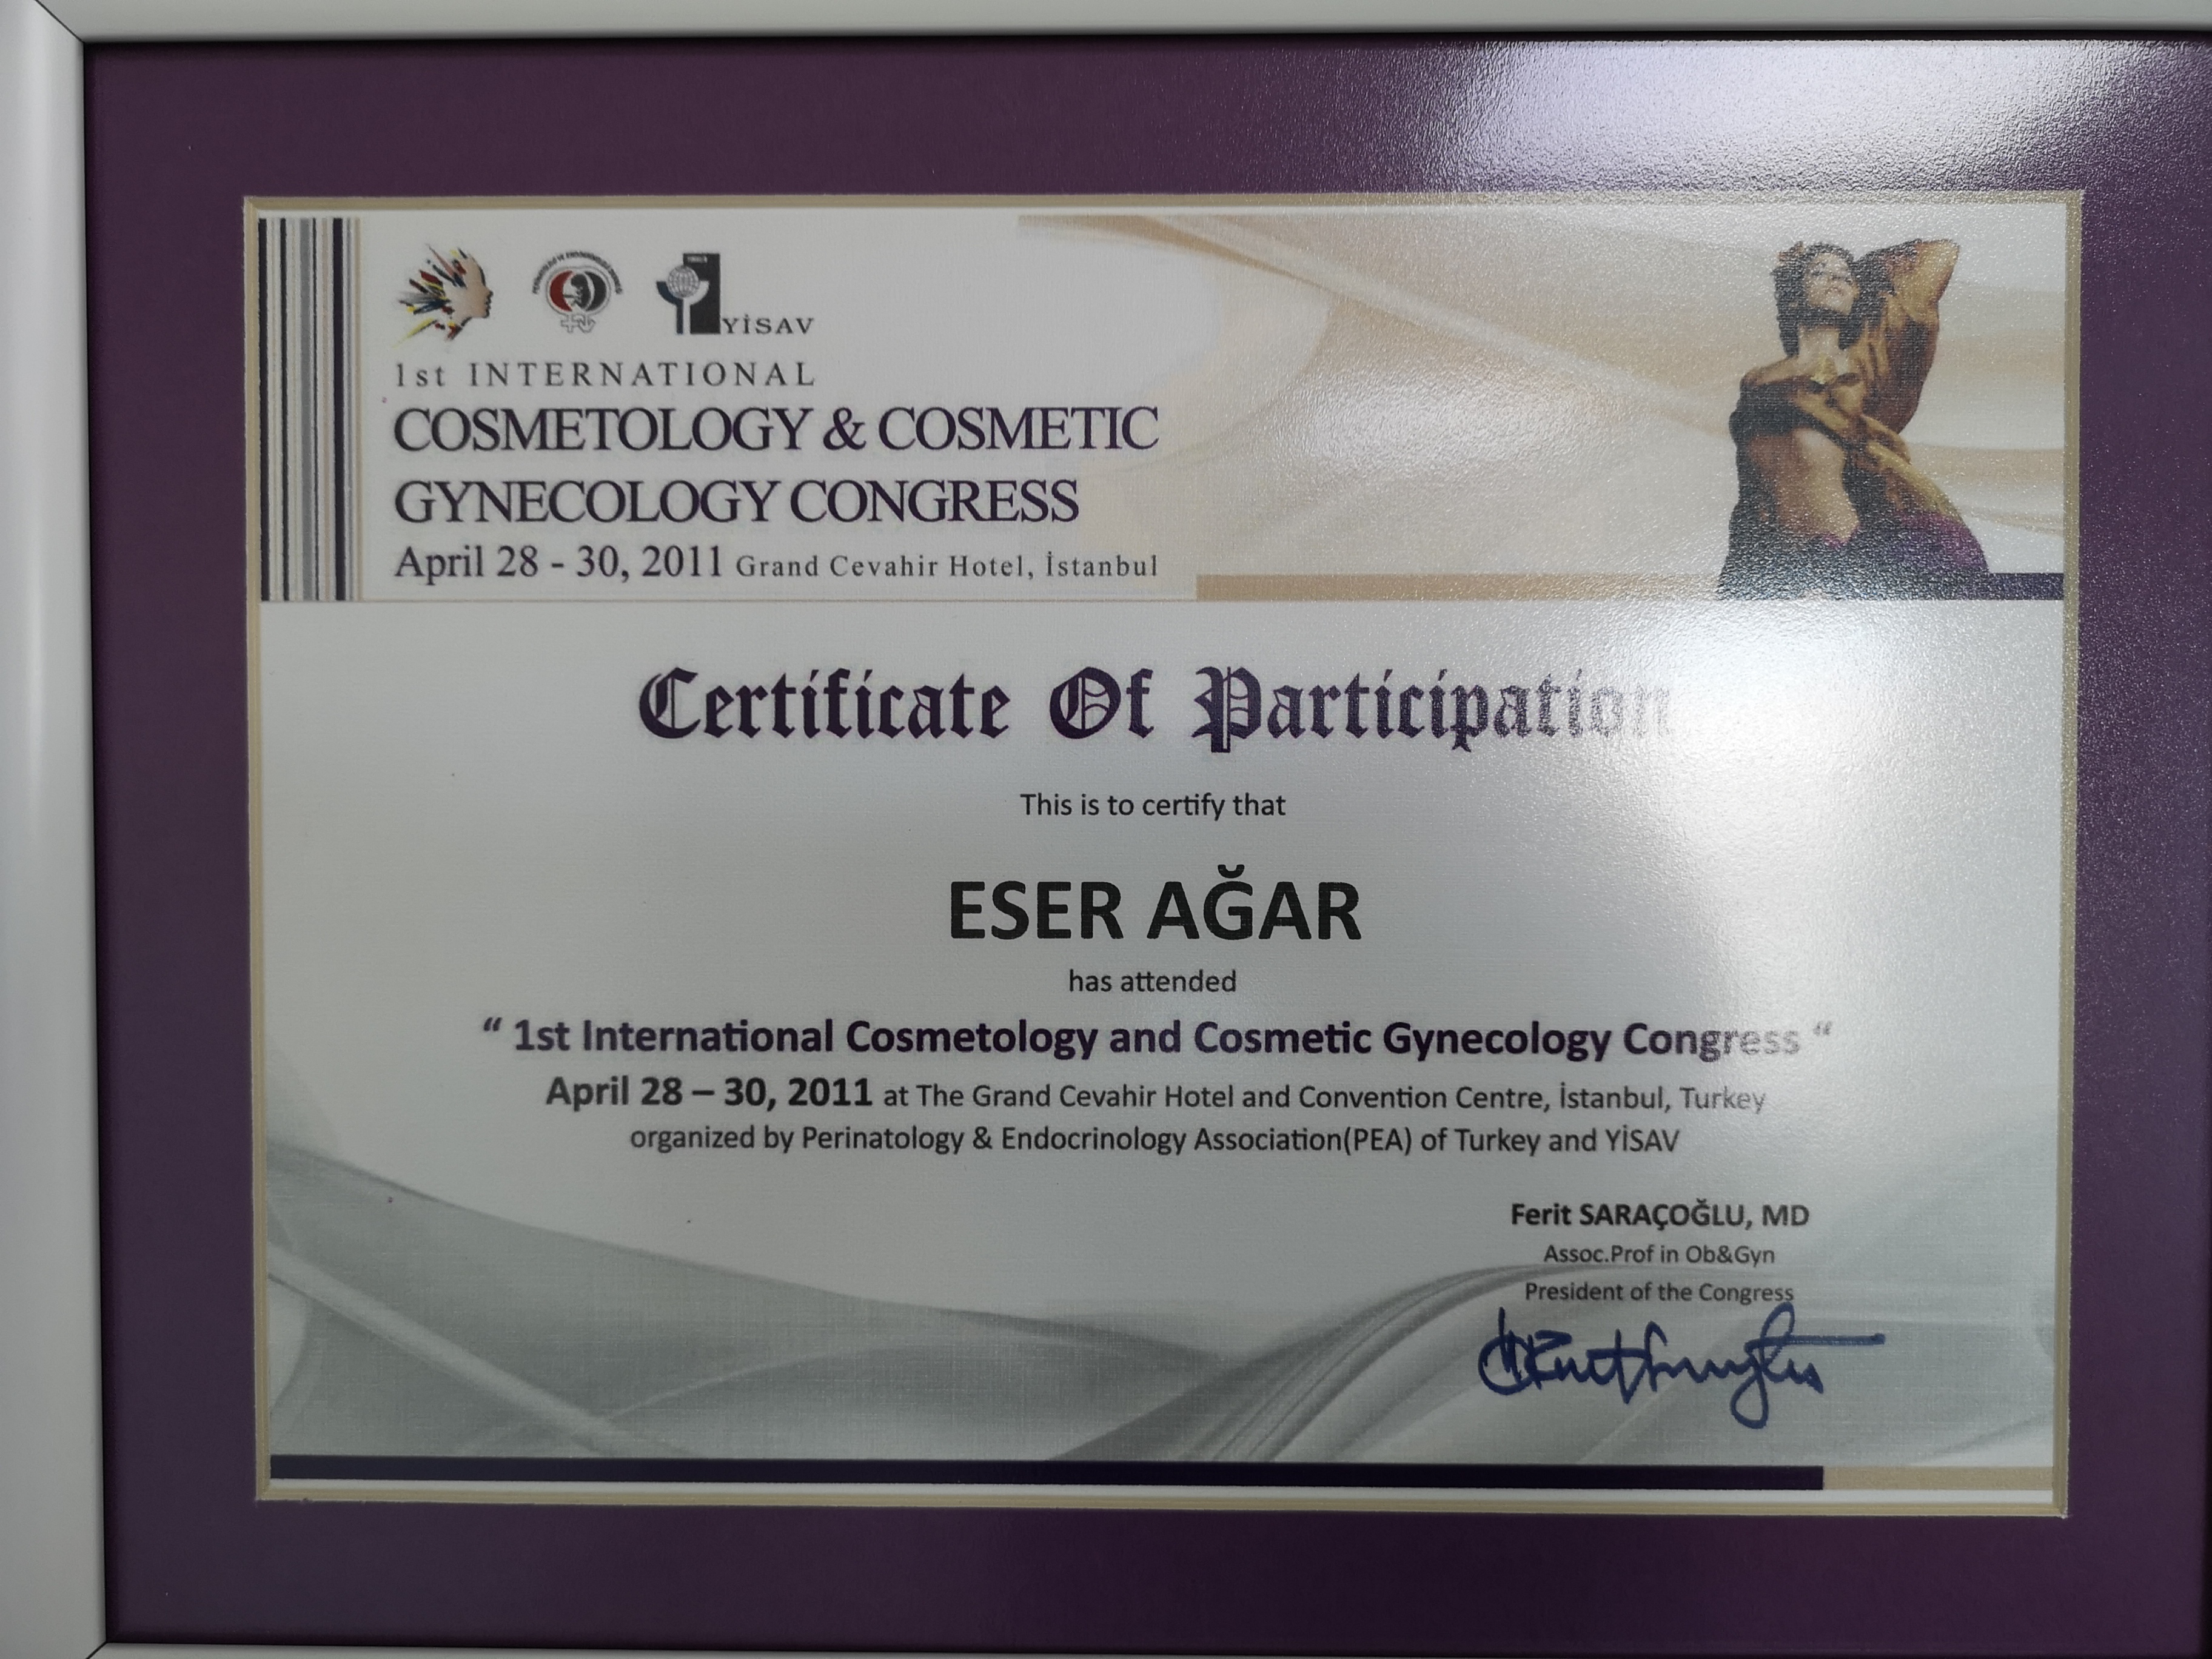 YİSAV
1st INTERNATIONAL
COSMETOLOGY & COSMETIC
GYNECOLOGY CONGRESS
April 28 - 30, 2011 Grand Cevahir Hotel, İstanbul
Certificate Of Participation
This is to certify that
ESER AĞAR
has attended
“ 1st International Cosmetology and Cosmetic Gynecology Congress “
April 28 – 30, 2011 at The Grand Cevahir Hotel and Convention Centre, İstanbul, Turkey
organized by Perinatology & Endocrinology Association(PEA) of Turkey and YİSAV
Ferit SARAÇOĞLU, MD
Assoc.Prof in Ob&Gyn
President of the Congress